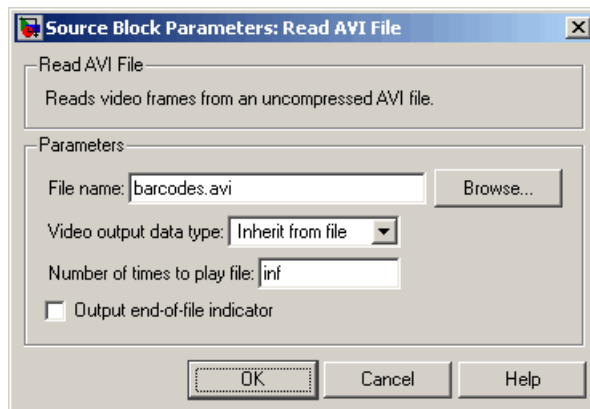 Source Block Parameters: Read AVI File
Read AVI File
Reads video frames from an uncompressed AVI file.
Parameters
File name: barcodes.avi Browse...
Video output data type: Inherit from file
Number of times to play file: inf
Output end-of-file indicator
OK Cancel Help